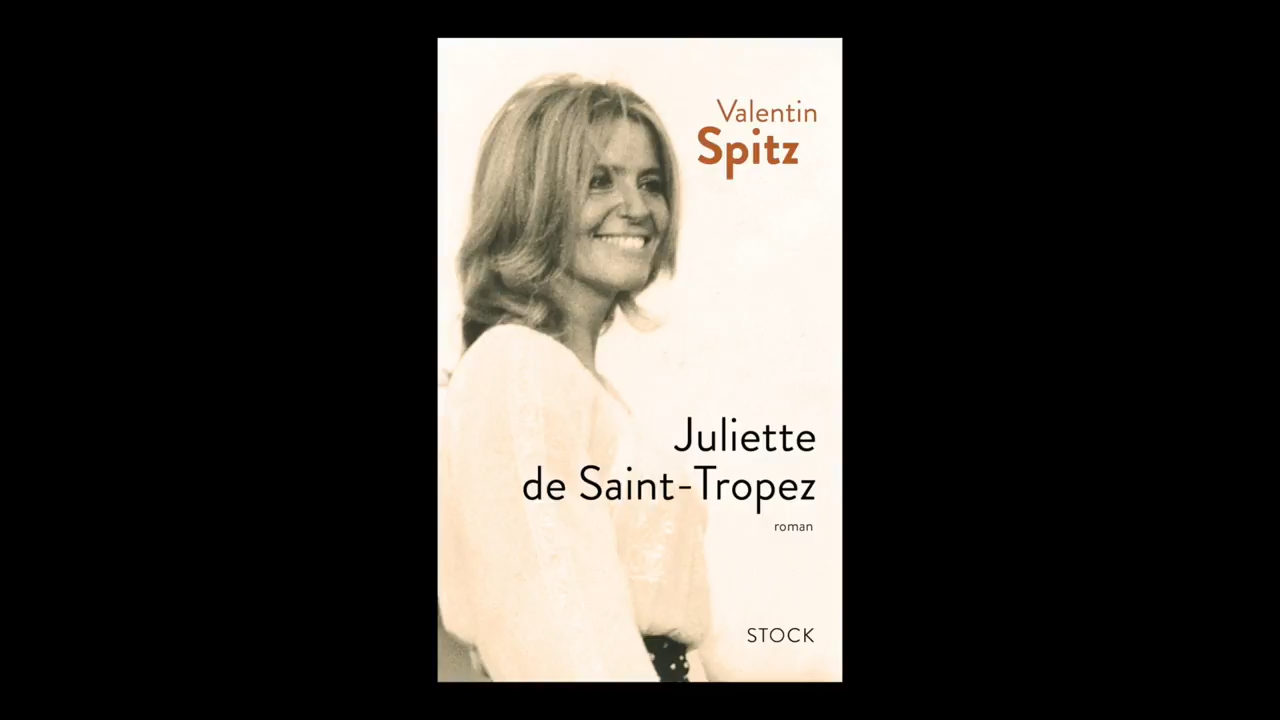 Valentin
Spitz
Juliette
de Saint-Tropez
roman
STOCK